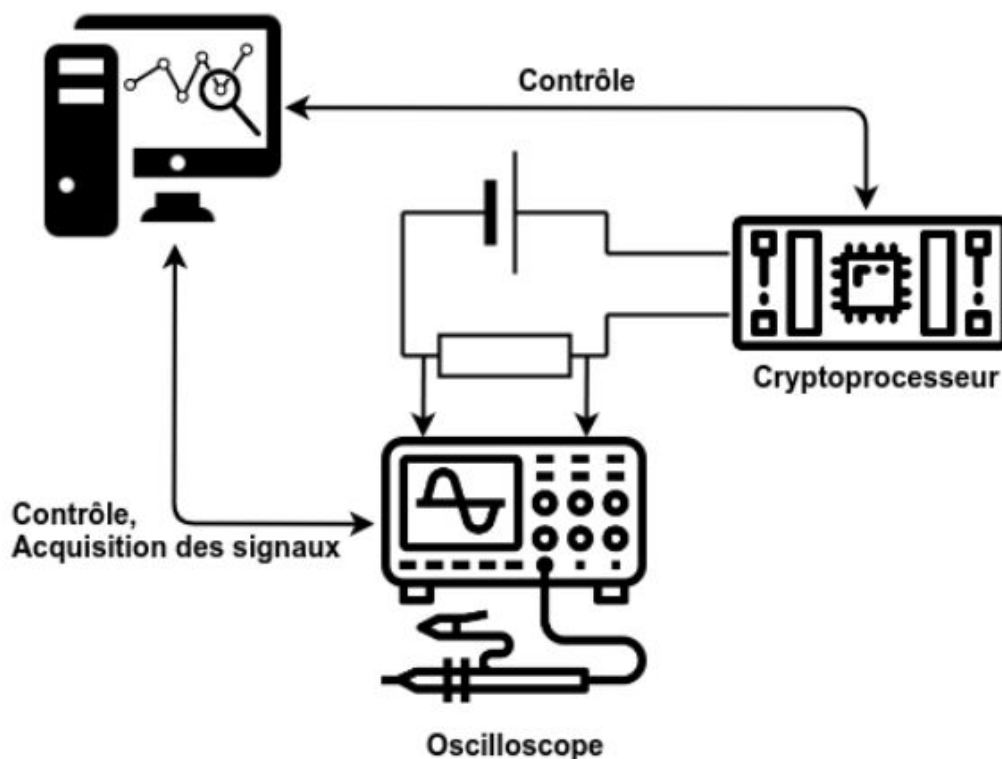 Contrôle
Cryptoprocesseur
Contrôle,
Acquisition des signaux
Oscilloscope